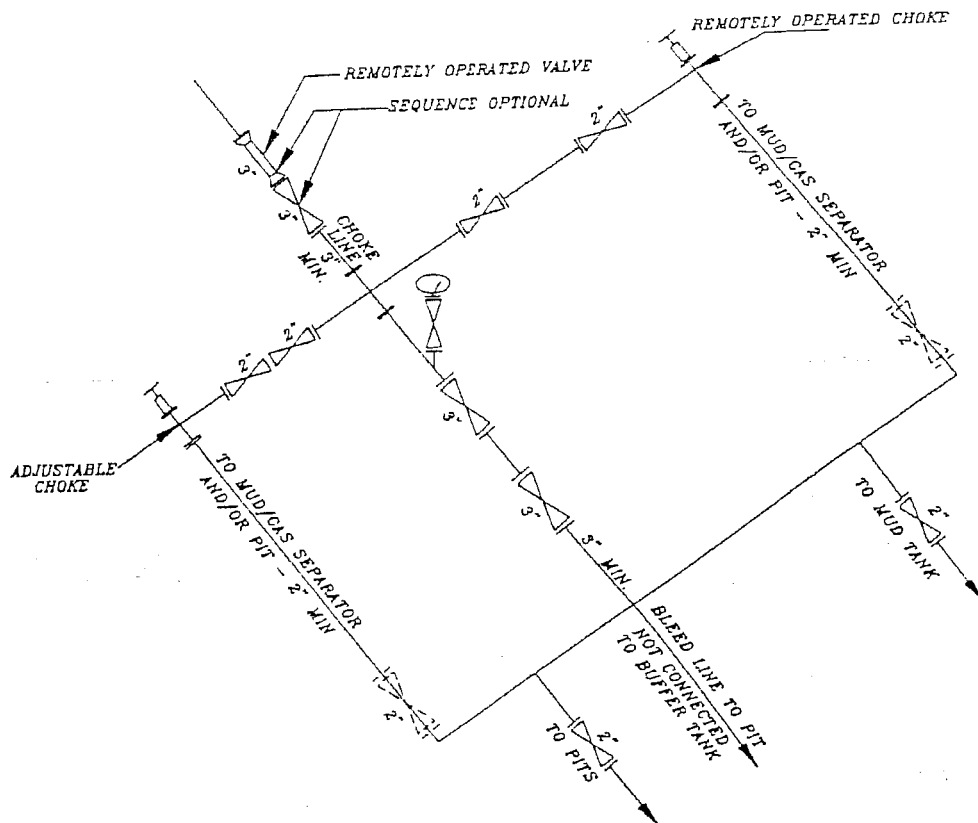 REMOTELY OPERATED CHOKE
REMOTELY OPERATED VALVE
SEQUENCE OPTIONAL
3"
3"
CHOKE
LINE
3"
MIN.
2"
2"
TO MUD/GAS SEPARATOR
AND/OR PIT - 2" MIN
2"
2"
2"
3"
3"
3" MIN.
ADJUSTABLE
CHOKE
TO MUD/GAS SEPARATOR
AND/OR PIT - 2" MIN
2"
2"
TO MUD TANK
BLEED LINE TO PIT
NOT CONNECTED
TO BUFFER TANK
2"
TO PITS